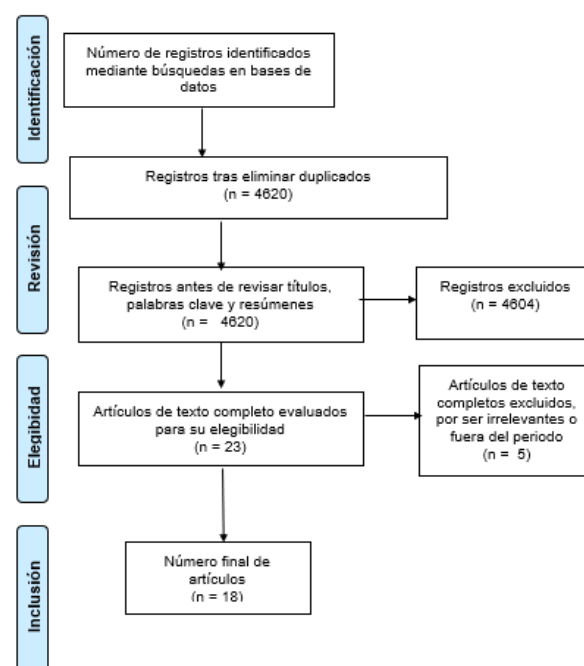 Identificación
Número de registros identificados
mediante búsquedas en bases de
datos
Registros tras eliminar duplicados
(n = 4620)
Revisión
Registros antes de revisar títulos,
palabras clave y resúmenes
(n = 4620)
Registros excluidos
(n = 4604)
Elegibidad
Artículos de texto completo evaluados
para su elegibilidad
(n = 23)
Artículos de texto
completos excluidos,
por ser irrelevantes o
fuera del periodo
(n = 5)
Inclusión
Número final de
artículos
(n = 18)